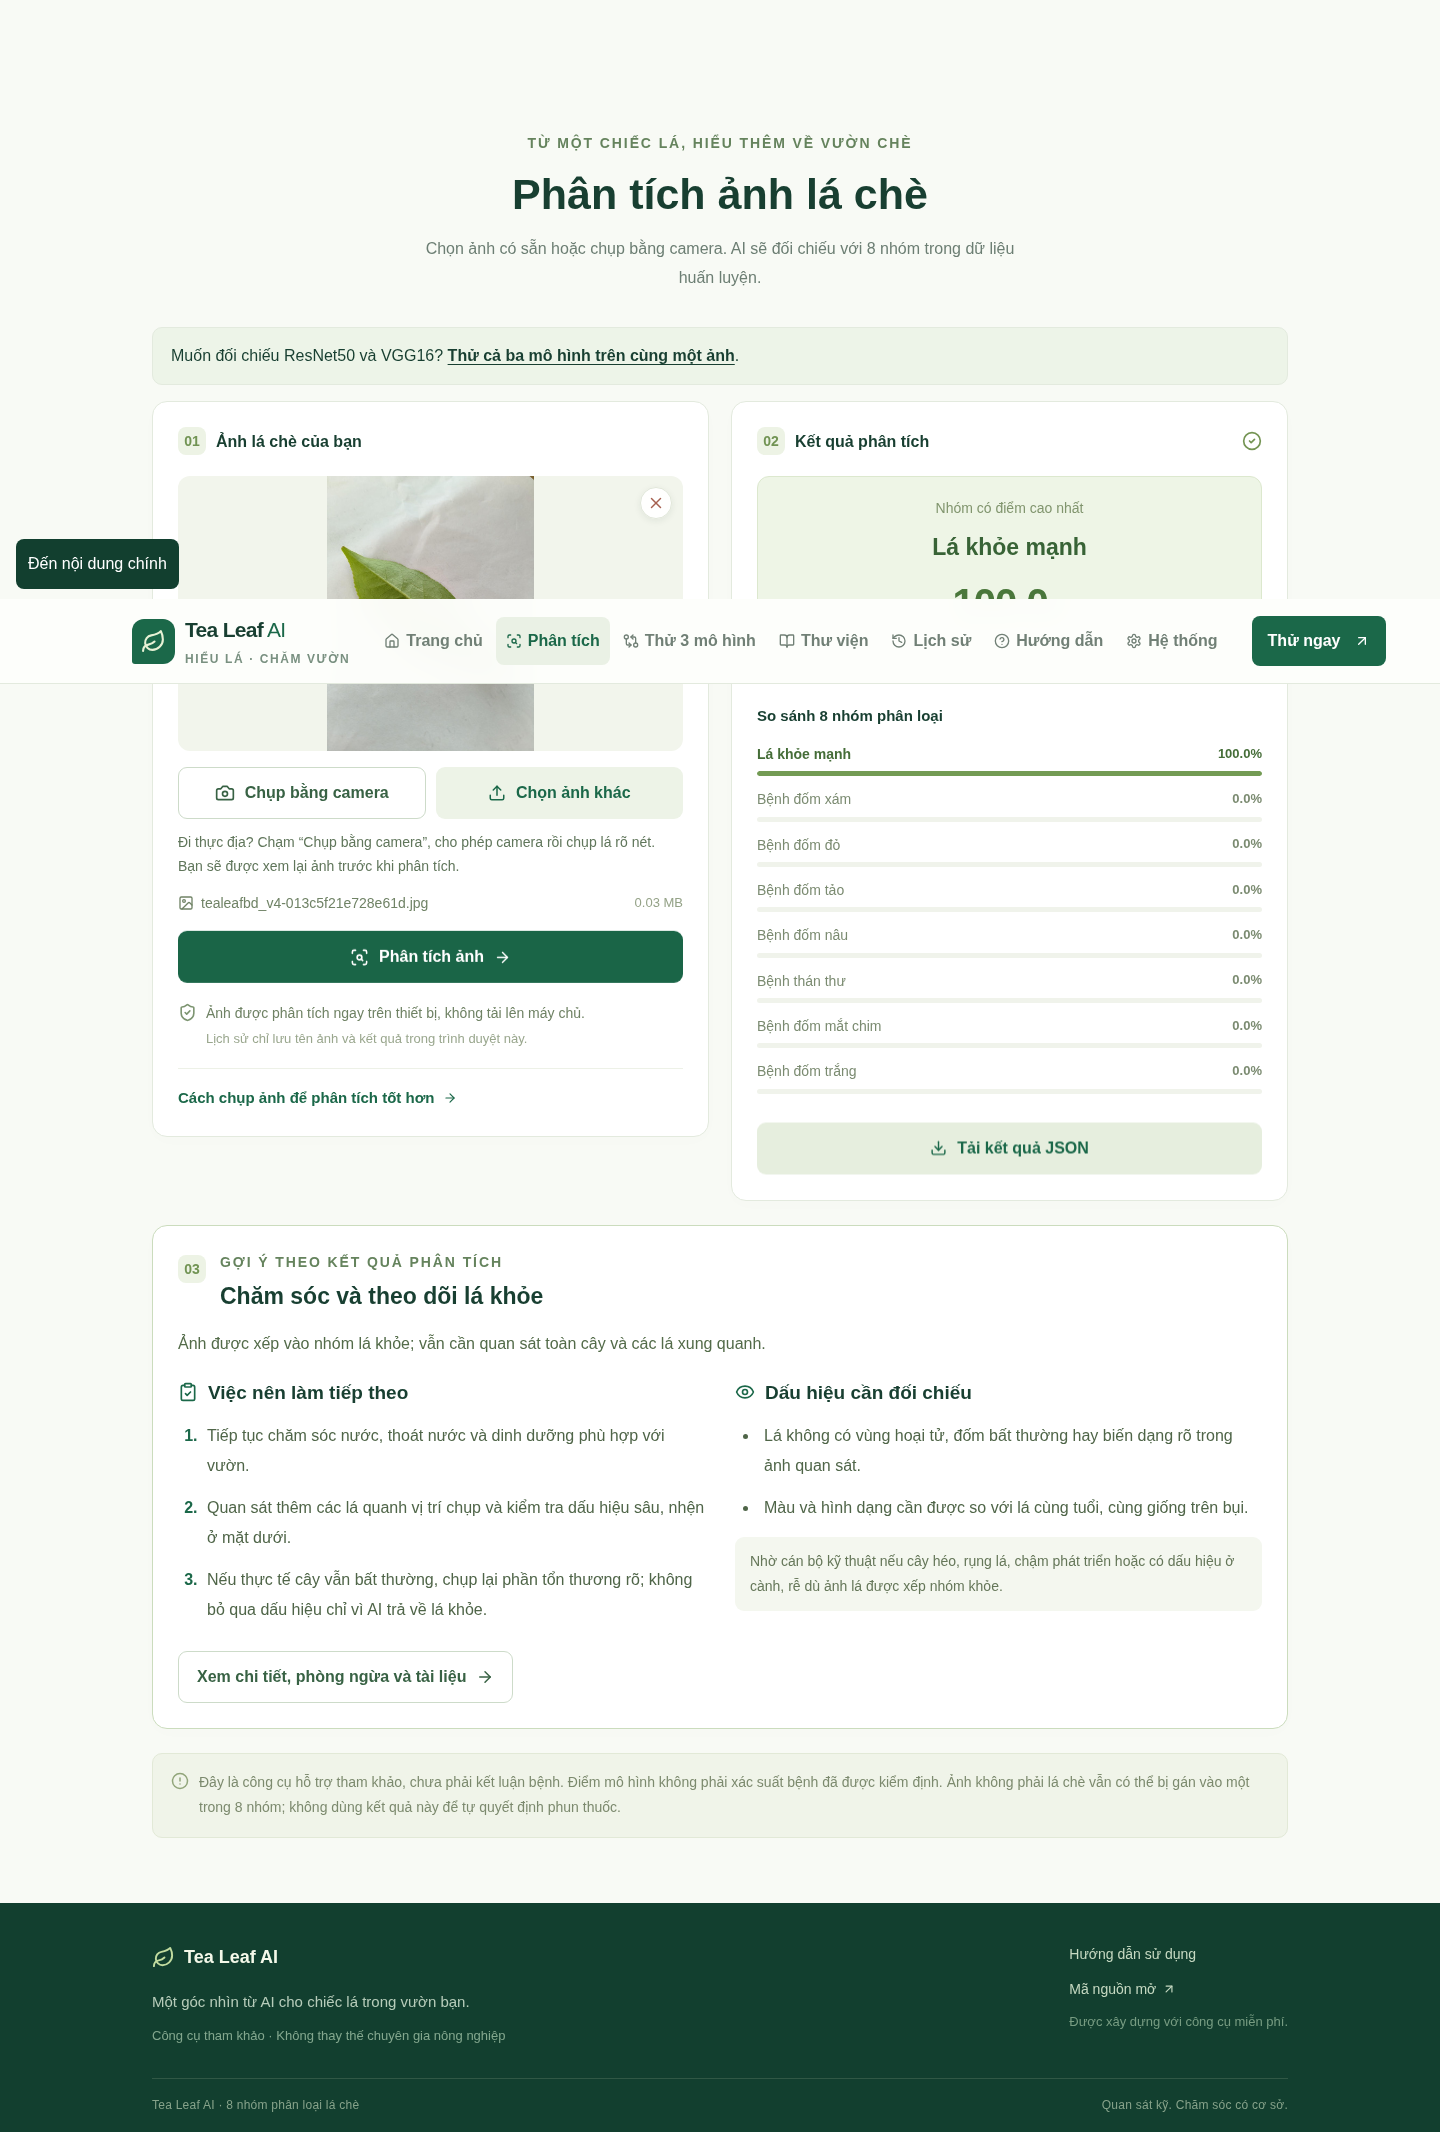 TỪ MỘT CHIẾC LÁ, HIỂU THÊM VỀ VƯỜN CHÈ
Phân tích ảnh lá chè
Chọn ảnh có sẵn hoặc chụp bằng camera. AI sẽ đối chiếu với 8 nhóm trong dữ liệu
huấn luyện.
Muốn đối chiếu ResNet50 và VGG16? Thử cả ba mô hình trên cùng một ảnh.
01 Ảnh lá chè của bạn
02 Kết quả phân tích
Nhóm có điểm cao nhất
Lá khỏe mạnh
100.0
Đến nội dung chính
Tea Leaf AI
HIỂU LÁ · CHĂM VƯỜN
Trang chủ
Phân tích
Thử 3 mô hình
Thư viện
Lịch sử
Hướng dẫn
Hệ thống
Thử ngay
Chụp bằng camera
Chọn ảnh khác
Đi thực địa? Chạm “Chụp bằng camera”, cho phép camera rồi chụp lá rõ nét.
Bạn sẽ được xem lại ảnh trước khi phân tích.
tealeafbd_v4-013c5f21e728e61d.jpg 0.03 MB
Phân tích ảnh
Ảnh được phân tích ngay trên thiết bị, không tải lên máy chủ.
Lịch sử chỉ lưu tên ảnh và kết quả trong trình duyệt này.
Cách chụp ảnh để phân tích tốt hơn
So sánh 8 nhóm phân loại
Lá khỏe mạnh 100.0%
Bệnh đốm xám 0.0%
Bệnh đốm đỏ 0.0%
Bệnh đốm tảo 0.0%
Bệnh đốm nâu 0.0%
Bệnh thán thư 0.0%
Bệnh đốm mắt chim 0.0%
Bệnh đốm trắng 0.0%
Tải kết quả JSON
03 GỢI Ý THEO KẾT QUẢ PHÂN TÍCH
Chăm sóc và theo dõi lá khỏe
Ảnh được xếp vào nhóm lá khỏe; vẫn cần quan sát toàn cây và các lá xung quanh.
Việc nên làm tiếp theo
1. Tiếp tục chăm sóc nước, thoát nước và dinh dưỡng phù hợp với
vườn.
2. Quan sát thêm các lá quanh vị trí chụp và kiểm tra dấu hiệu sâu, nhện
ở mặt dưới.
3. Nếu thực tế cây vẫn bất thường, chụp lại phần tổn thương rõ; không
bỏ qua dấu hiệu chỉ vì AI trả về lá khỏe.
Dấu hiệu cần đối chiếu
• Lá không có vùng hoại tử, đốm bất thường hay biến dạng rõ trong
ảnh quan sát.
• Màu và hình dạng cần được so với lá cùng tuổi, cùng giống trên bụi.
Nhờ cán bộ kỹ thuật nếu cây héo, rụng lá, chậm phát triển hoặc có dấu hiệu ở
cành, rễ dù ảnh lá được xếp nhóm khỏe.
Xem chi tiết, phòng ngừa và tài liệu
Đây là công cụ hỗ trợ tham khảo, chưa phải kết luận bệnh. Điểm mô hình không phải xác suất bệnh đã được kiểm định. Ảnh không phải lá chè vẫn có thể bị gán vào một
trong 8 nhóm; không dùng kết quả này để tự quyết định phun thuốc.
Tea Leaf AI
Một góc nhìn từ AI cho chiếc lá trong vườn bạn.
Công cụ tham khảo · Không thay thế chuyên gia nông nghiệp
Hướng dẫn sử dụng
Mã nguồn mở
Được xây dựng với công cụ miễn phí.
Tea Leaf AI · 8 nhóm phân loại lá chè
Quan sát kỹ. Chăm sóc có cơ sở.